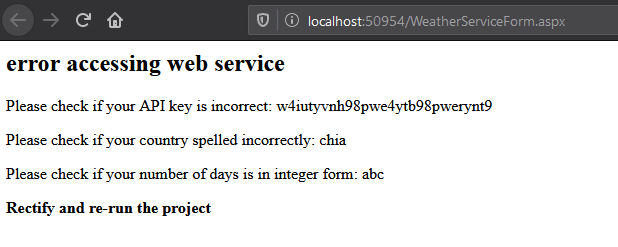 localhost:50954/WeatherServiceForm.aspx
error accessing web service
Please check if your API key is incorrect: w4iutyvnh98pwe4ytb98pwerynt9
Please check if your country spelled incorrectly: chia
Please check if your number of days is in integer form: abc
Rectify and re-run the project